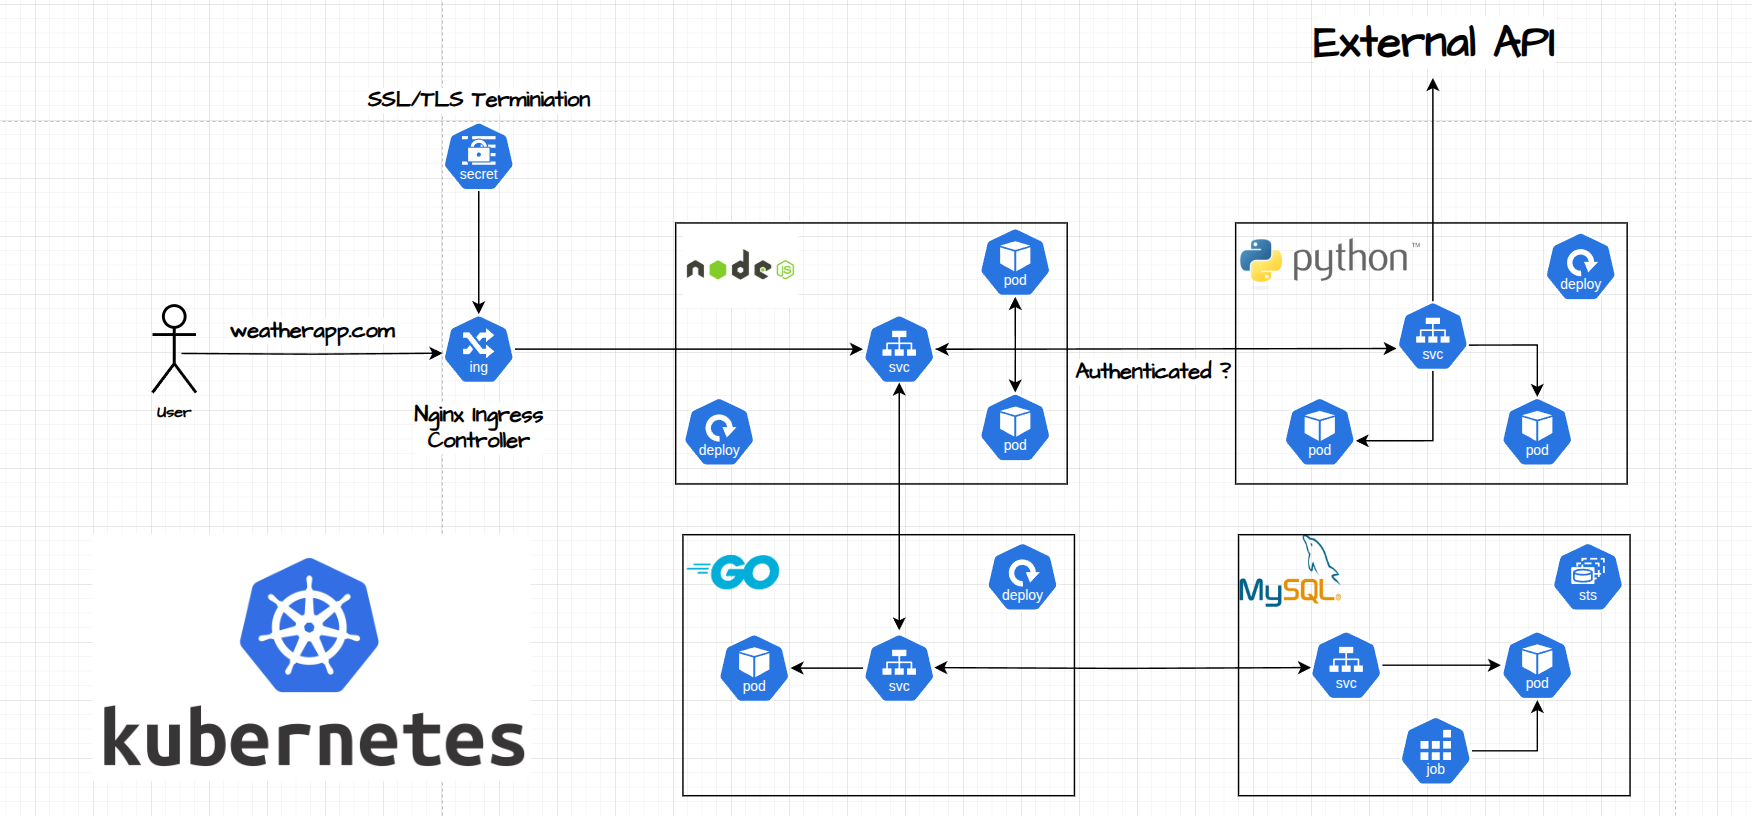 External API
SSL/TLS Terminiation
secret
node JS
pod
python™
deploy
weatherapp.com
User
ing
Nginx Ingress
Controller
svc
deploy
pod
Authenticated ?
svc
pod
pod
GO
deploy
pod
svc
MySQL®
sts
svc
pod
job
kubernetes